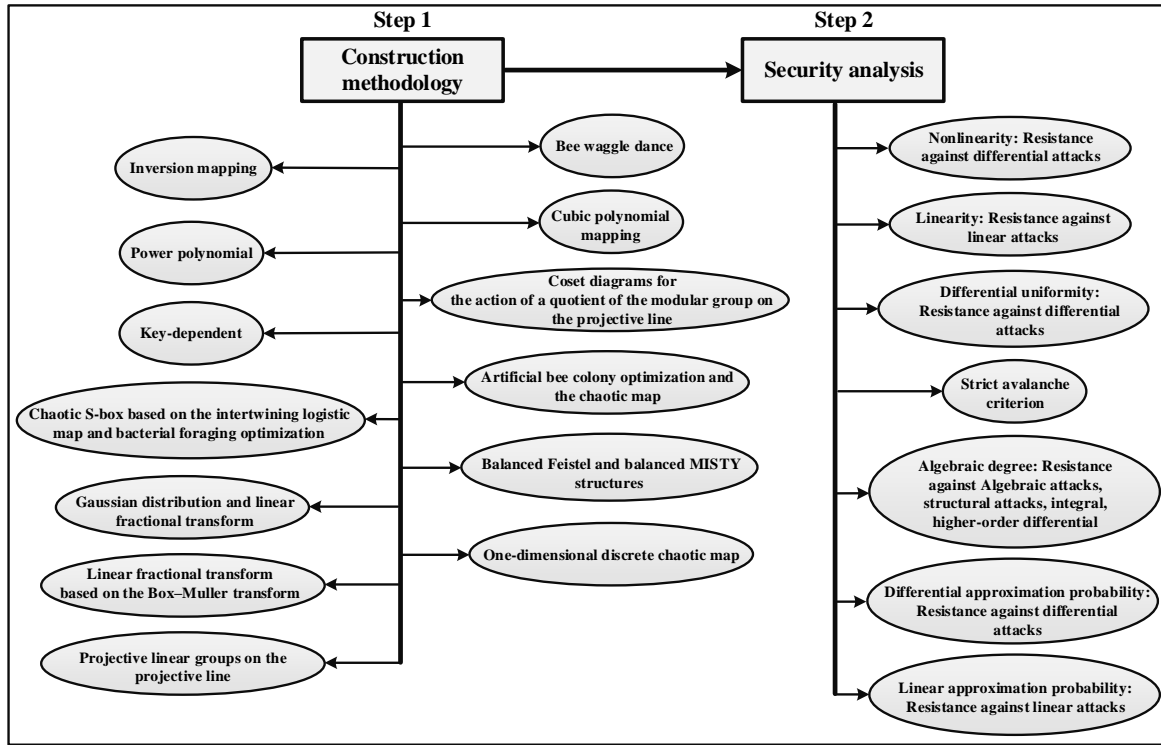 Step 1
Step 2
Construction
methodology
Security analysis
Inversion mapping
Power polynomial
Key-dependent
Chaotic S-box based on the intertwining logistic
map and bacterial foraging optimization
Gaussian distribution and linear
fractional transform
Linear fractional transform
based on the Box–Muller transform
Projective linear groups on the
projective line
Bee waggle dance
Cubic polynomial
mapping
Coset diagrams for
the action of a quotient of the modular group on
the projective line
Artificial bee colony optimization and
the chaotic map
Balanced Feistel and balanced MISTY
structures
One-dimensional discrete chaotic map
Nonlinearity: Resistance
against differential attacks
Linearity: Resistance against
linear attacks
Differential uniformity:
Resistance against differential
attacks
Strict avalanche
criterion
Algebraic degree: Resistance
against Algebraic attacks,
structural attacks, integral,
higher-order differential
Differential approximation probability:
Resistance against differential
attacks
Linear approximation probability:
Resistance against linear attacks